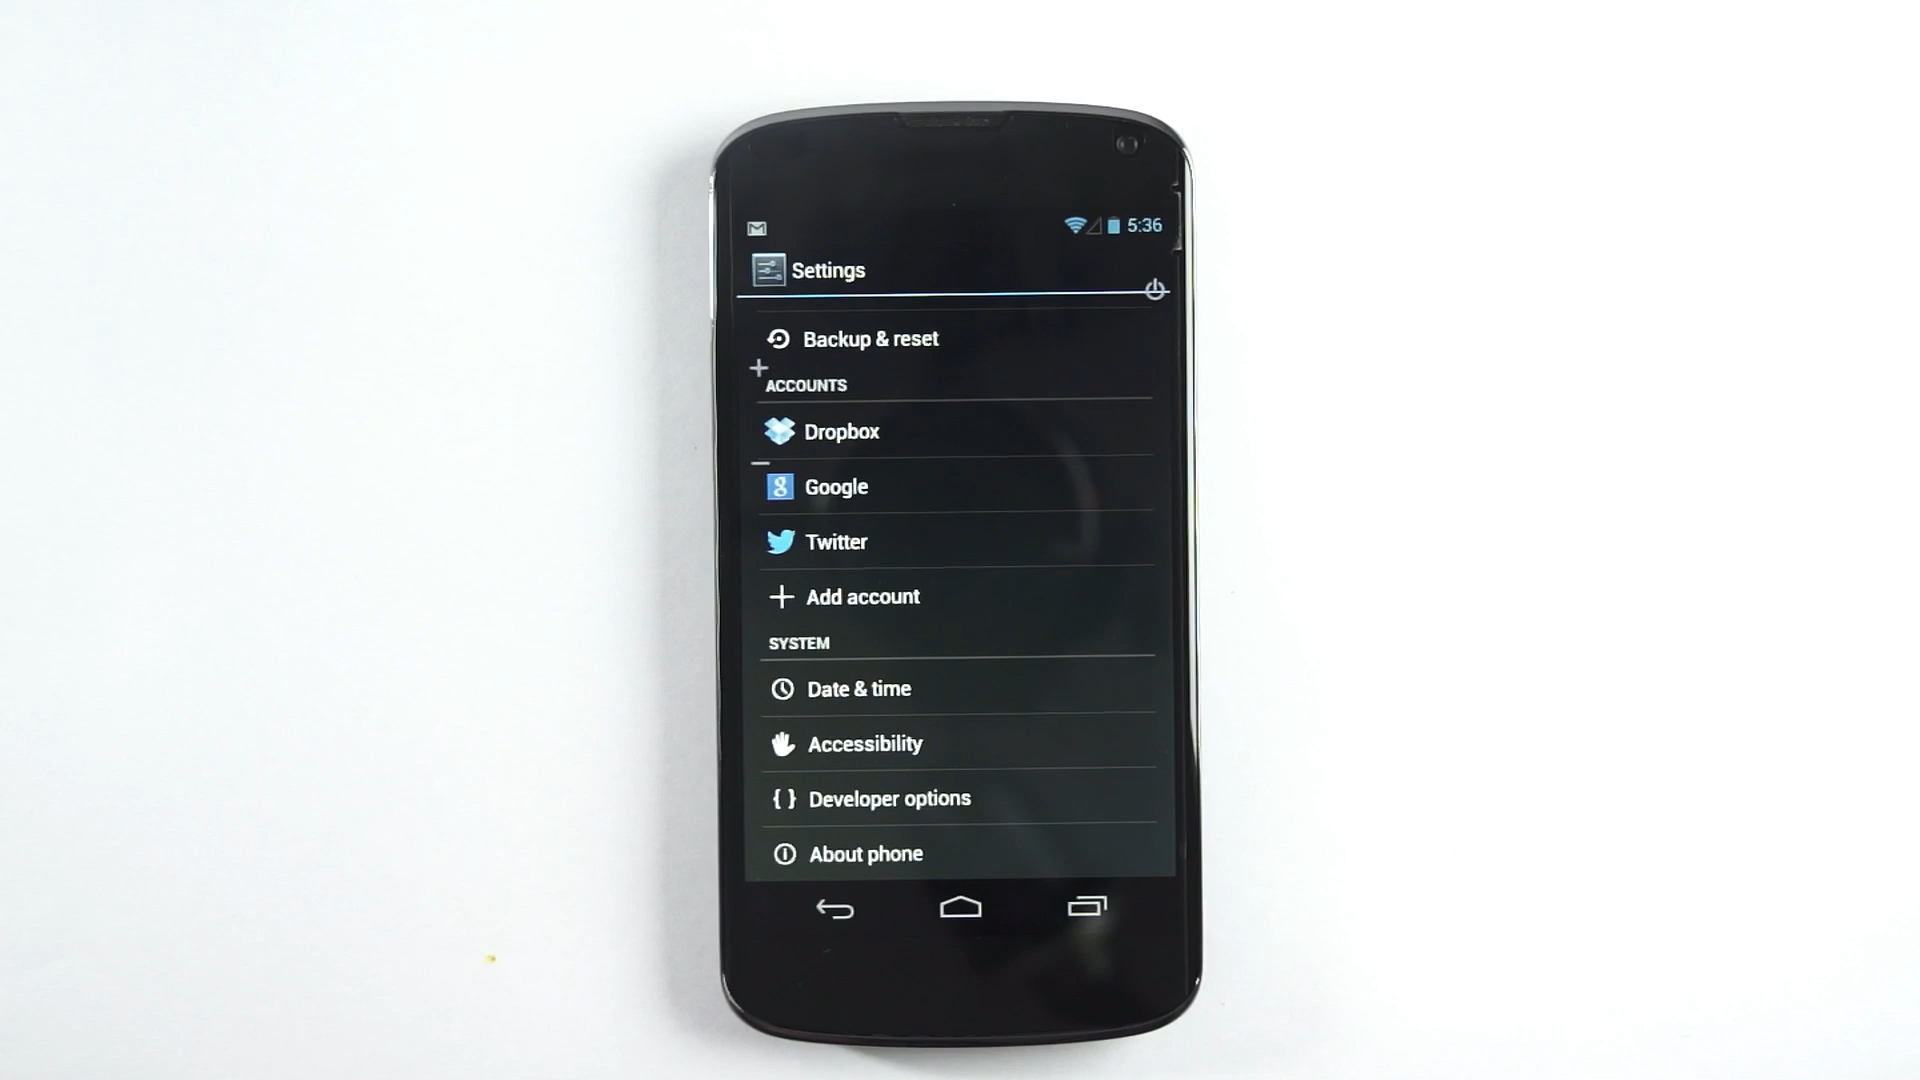 5:36
Settings
Backup & reset
ACCOUNTS
Dropbox
Google
Twitter
Add account
SYSTEM
Date & time
Accessibility
{ } Developer options
About phone